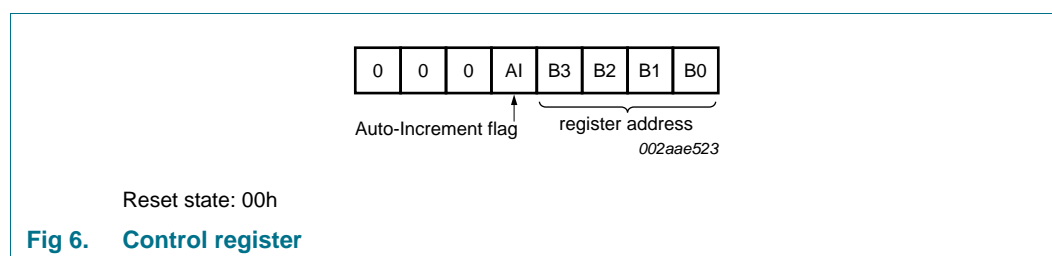 0 0 0 AI B3 B2 B1 B0
Auto-Increment flag
register address
002aae523
Reset state: 00h
Fig 6. Control register